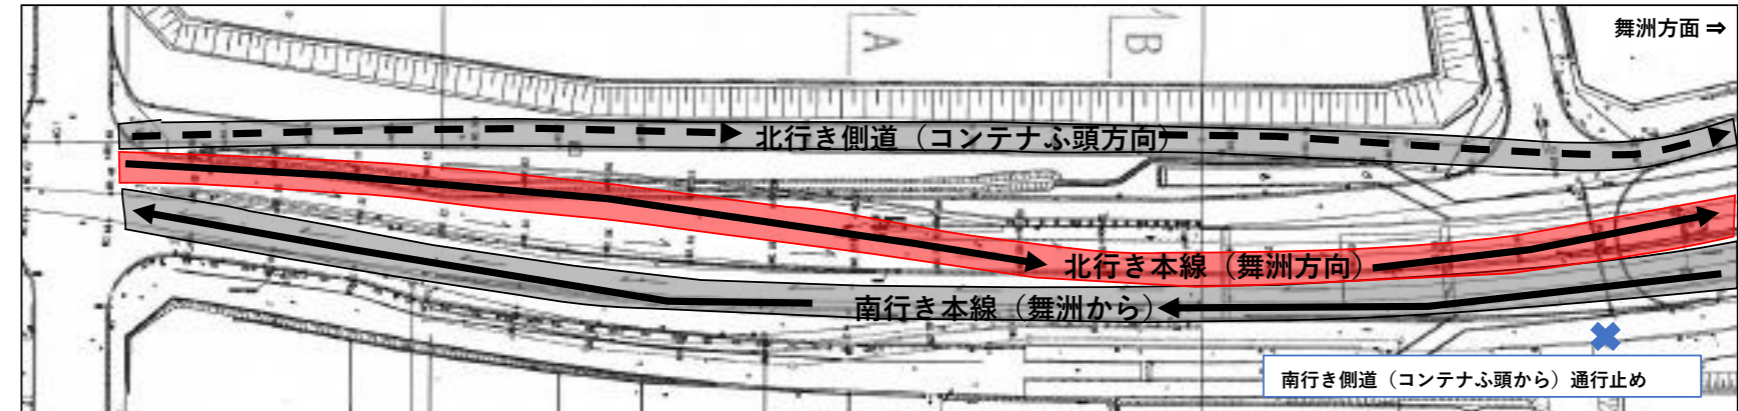 舞洲方面 ⇒
A
B
北行き側道（コンテナふ頭方向）
北行き本線（舞洲方向）
南行き本線（舞洲から）
南行き側道（コンテナふ頭から）通行止め